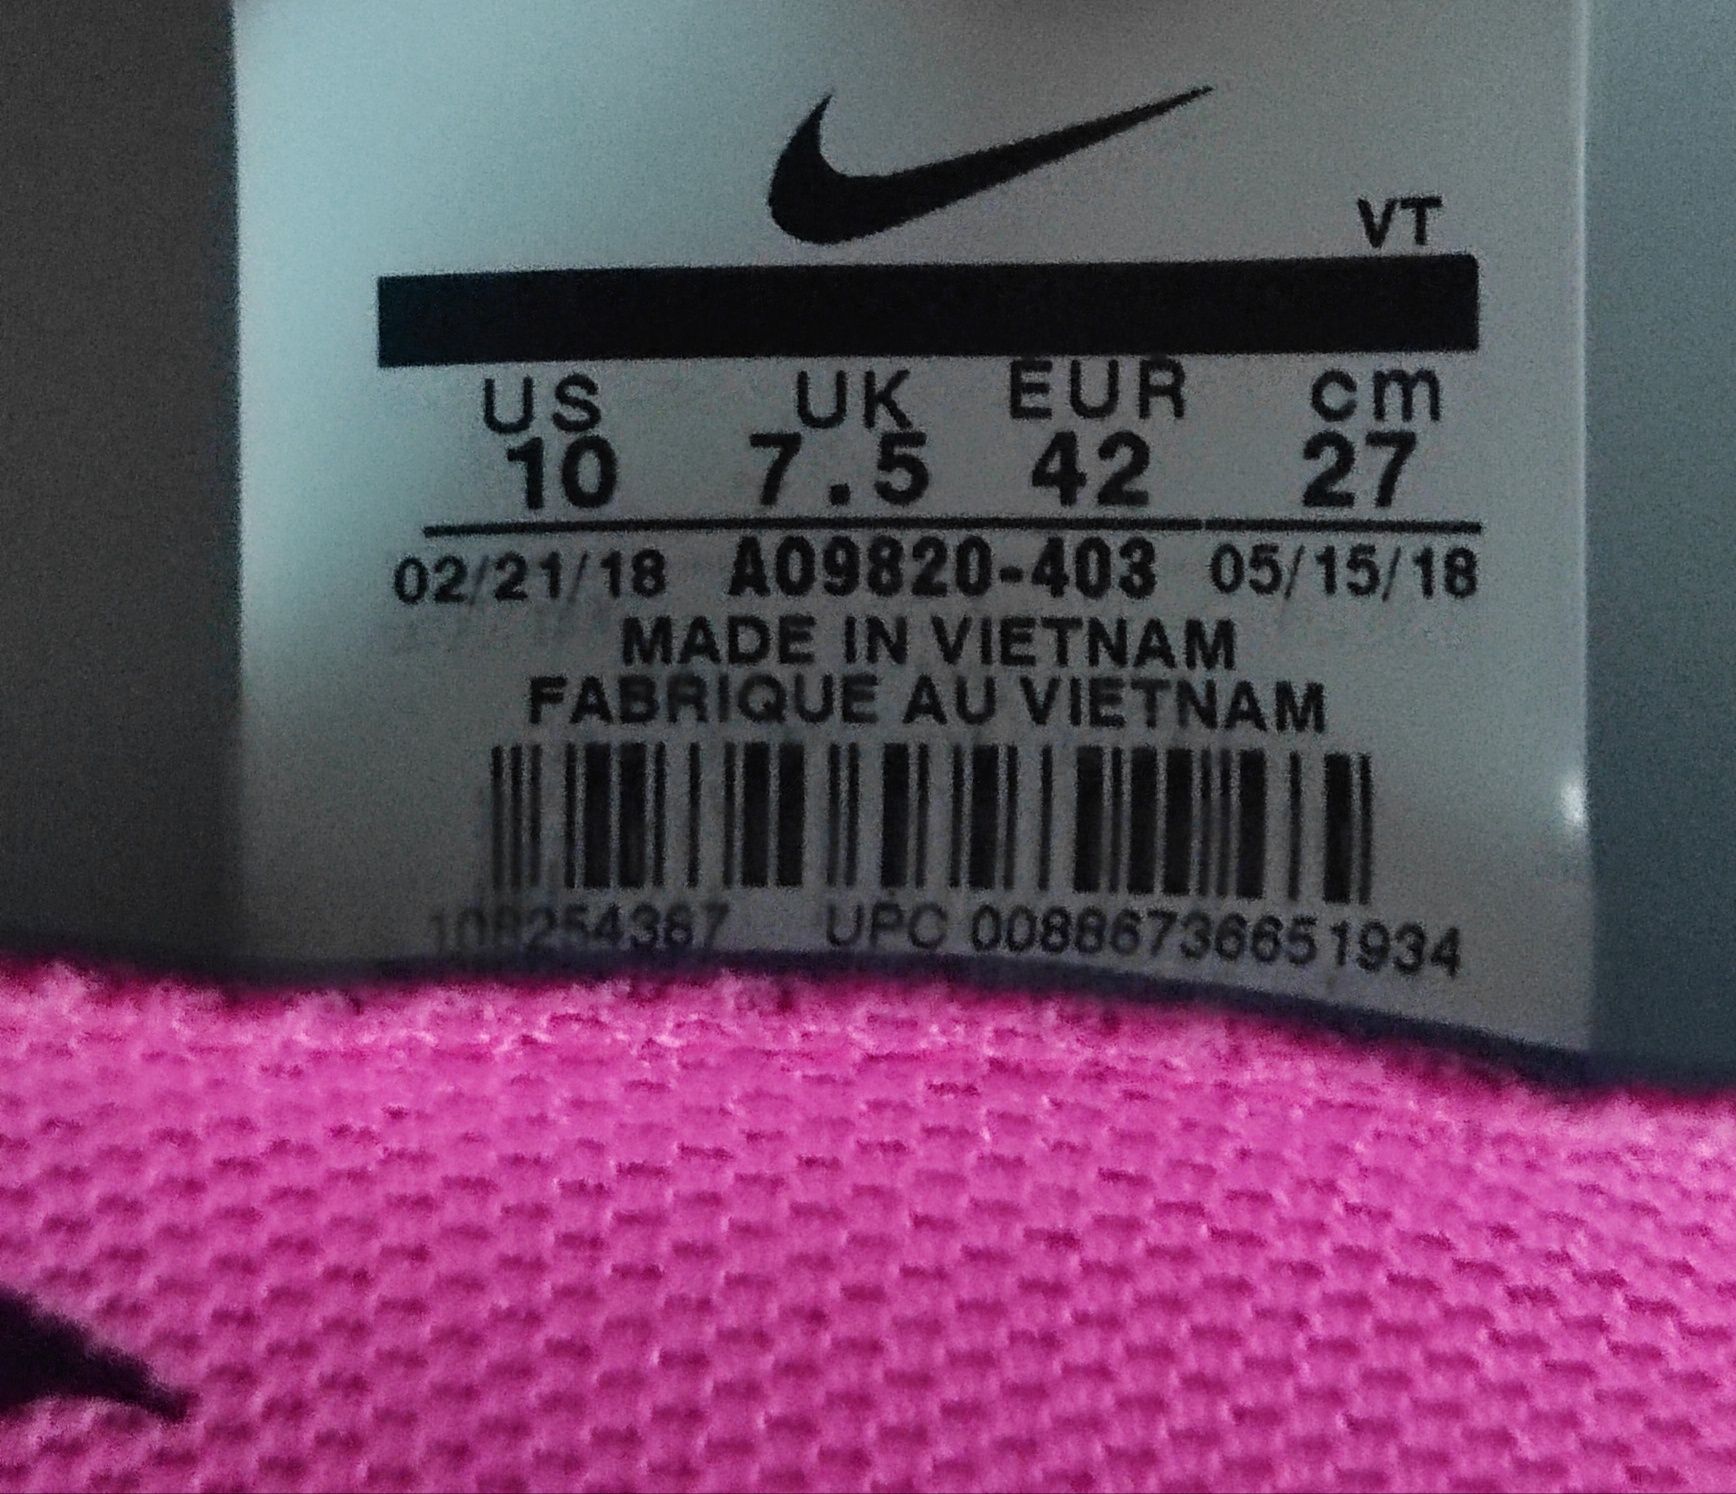 VT
US UK EUR cm
10 7.5 42 27
02/21/18 AO9820-403 05/15/18
MADE IN VIETNAM
FABRIQUE AU VIETNAM
UPC 00886736651934